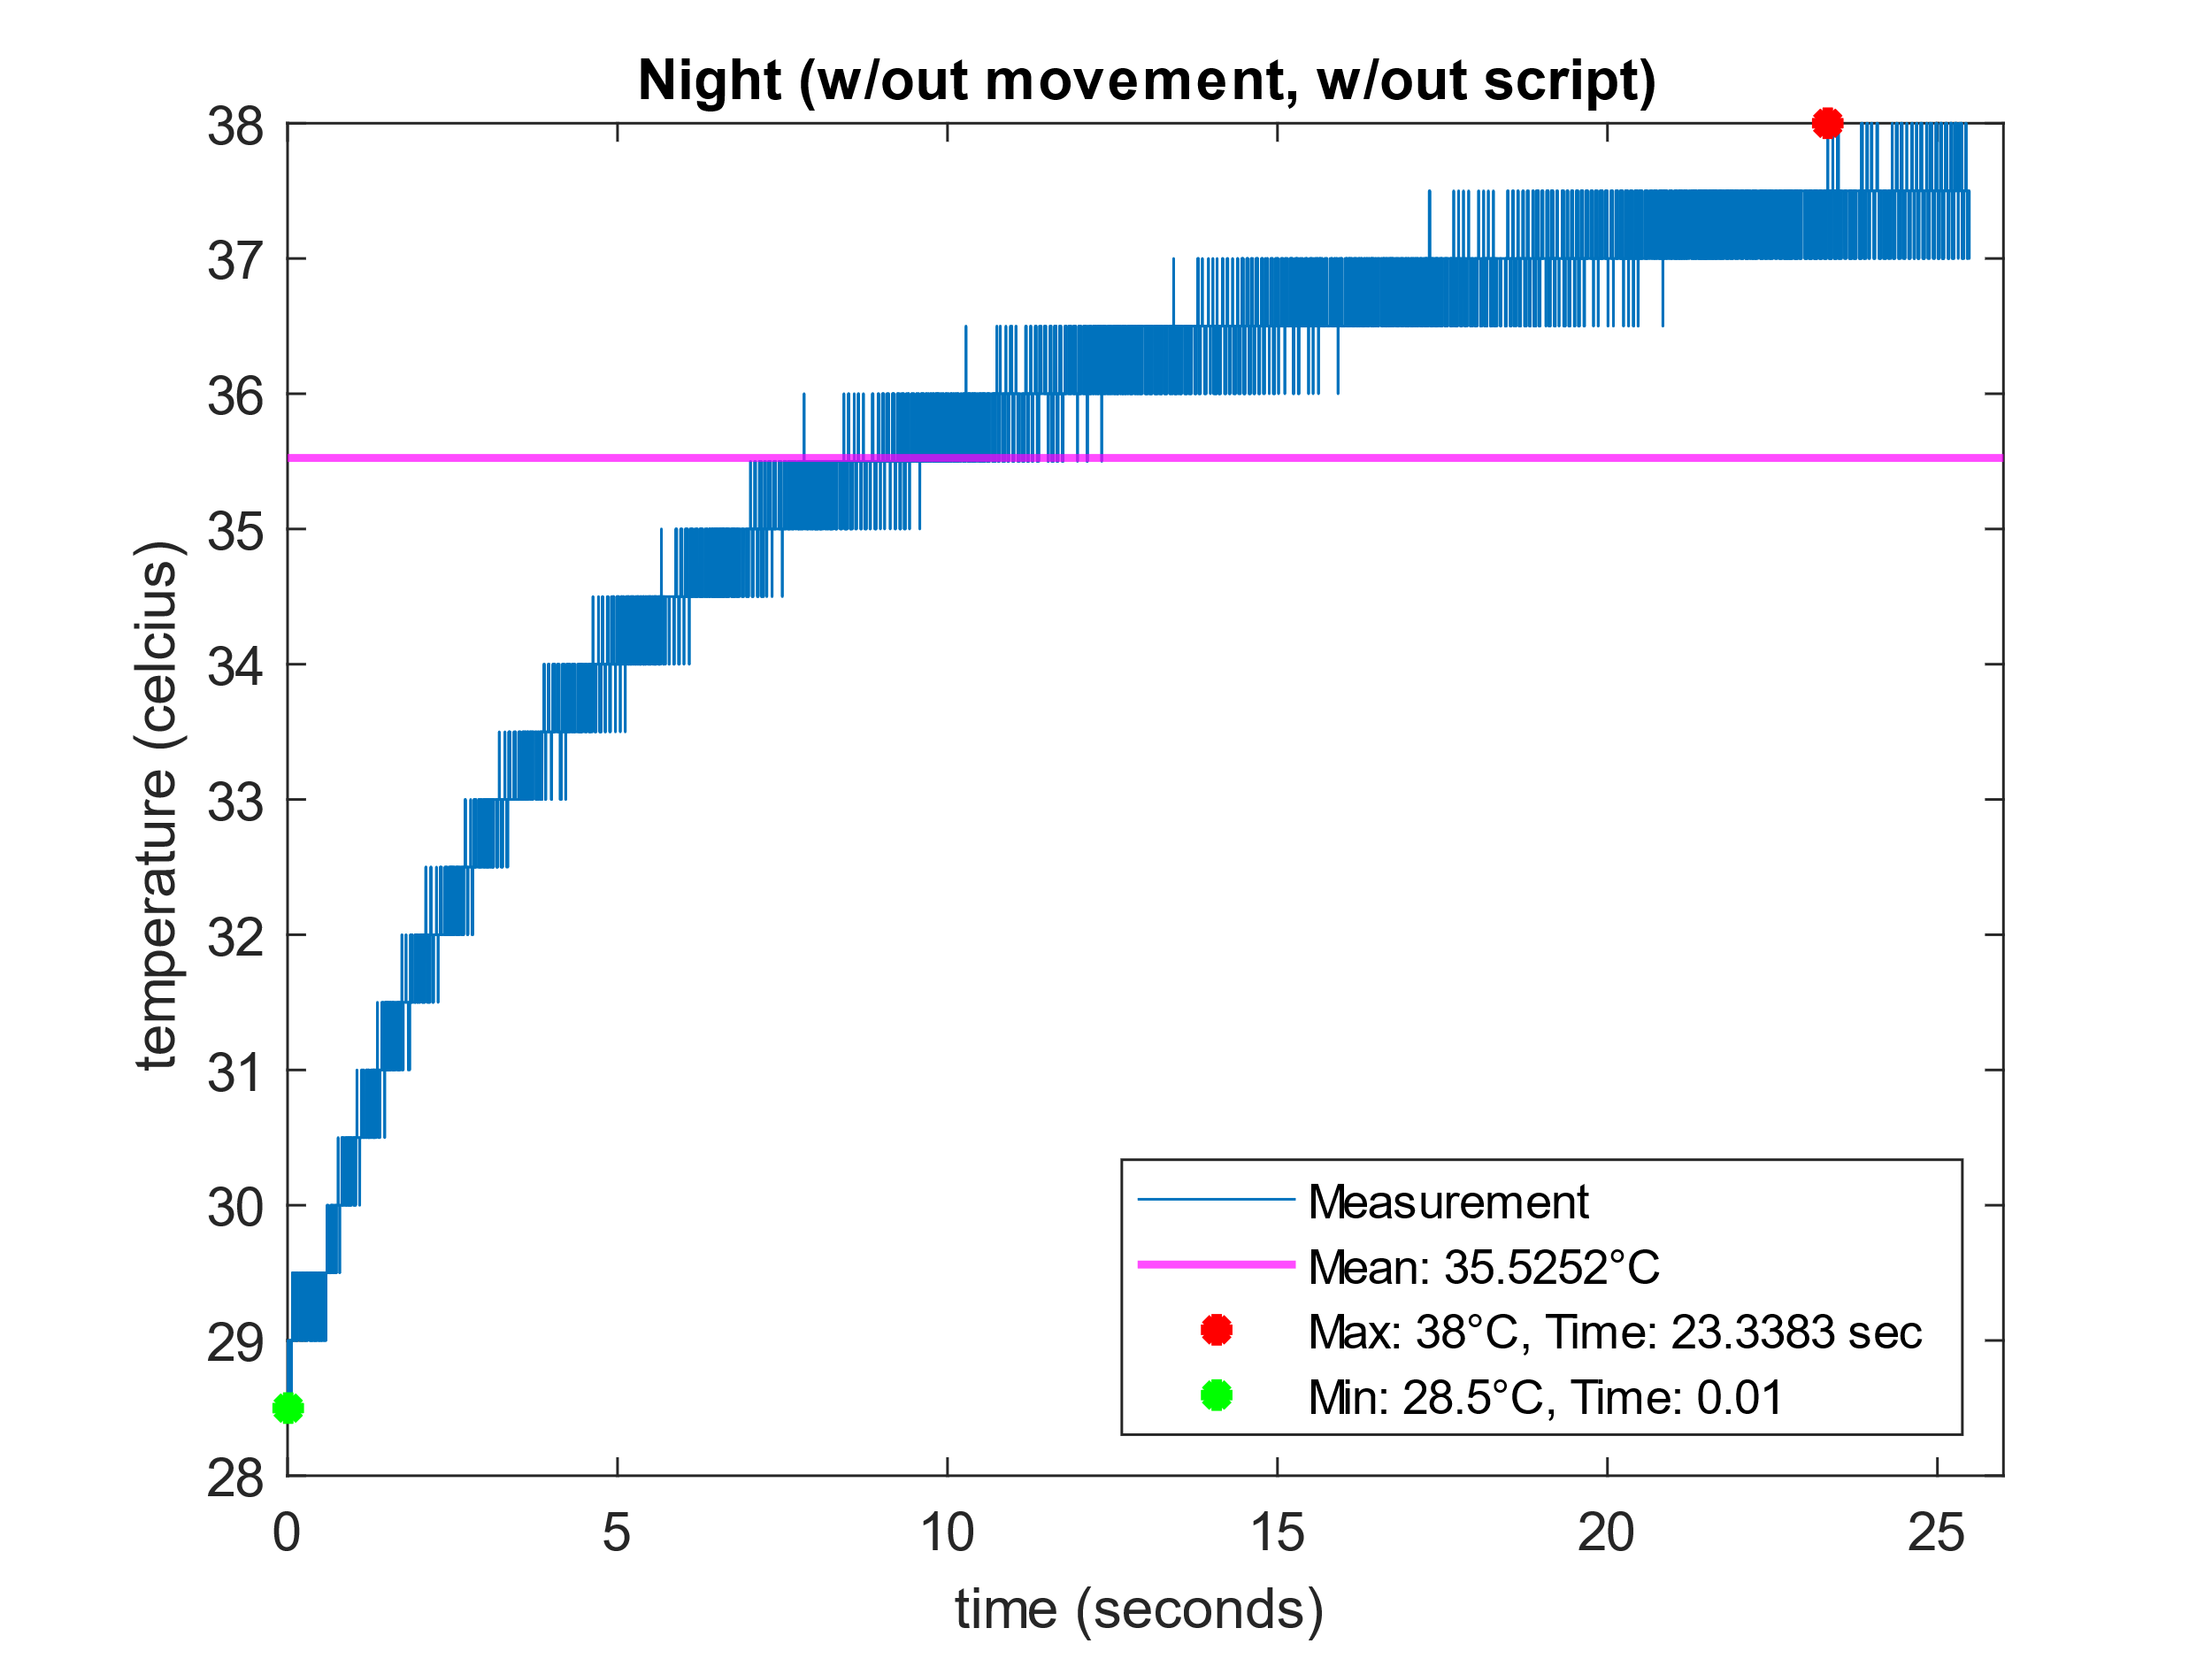 Night (w/out movement, w/out script)
38
37
36
35
34
33
32
31
30
29
28
temperature (celcius)
Measurement
Mean: 35.5252°C
Max: 38°C, Time: 23.3383 sec
Min: 28.5°C, Time: 0.01
0 5 10 15 20 25
time (seconds)